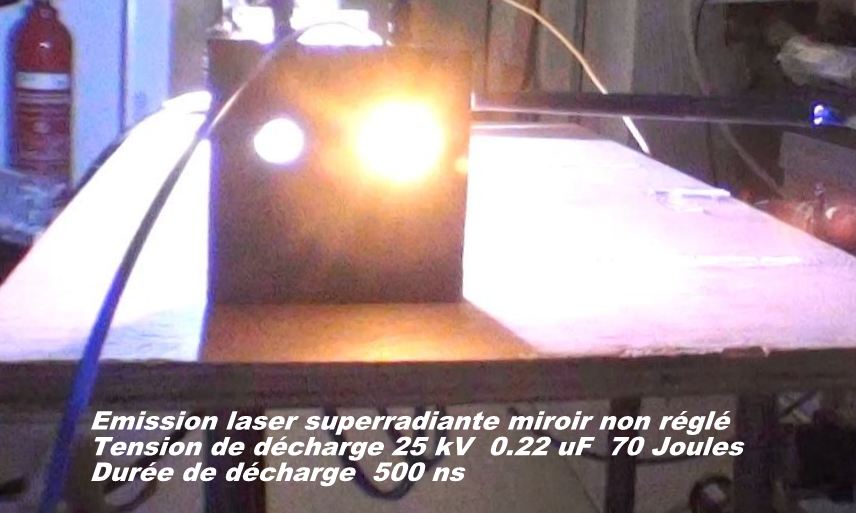 Emission laser superradiante miroir non réglé
Tension de décharge 25 kV 0.22 uF 70 Joules
Durée de décharge 500 ns